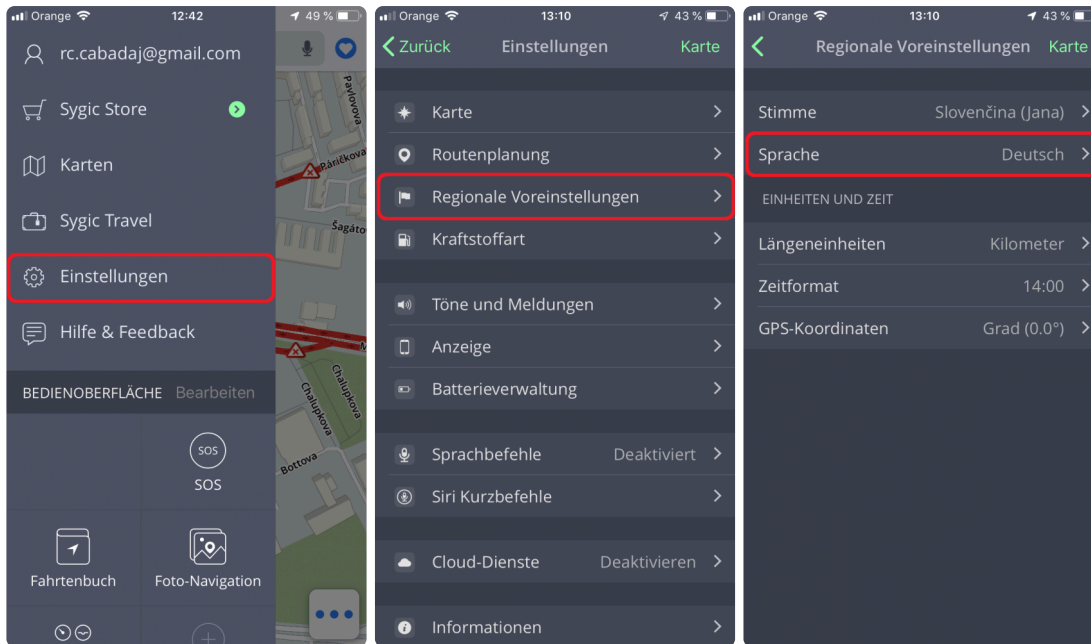 Orange 12:42 49 %
rc.cabadaj@gmail.com
Sygic Store
Karten
Sygic Travel
Einstellungen
Hilfe & Feedback
BEDIENOBERFLÄCHE Bearbeiten
SOS
SOS
Fahrtenbuch Foto-Navigation
Pavlovova
Páričkova
Šagáto
Chalupkova
Chalupkova
Bottova
Orange 13:10 43 %
Zurück Einstellungen Karte
Karte
Routenplanung
Regionale Voreinstellungen
Kraftstoffart
Töne und Meldungen
Anzeige
Batterieverwaltung
Sprachbefehle Deaktiviert
Siri Kurzbefehle
Cloud-Dienste Deaktivieren
Informationen
Orange 13:10 43 %
Regionale Voreinstellungen Karte
Stimme Slovenčina (Jana)
Sprache Deutsch
EINHEITEN UND ZEIT
Längeneinheiten Kilometer
Zeitformat 14:00
GPS-Koordinaten Grad (0.0°)